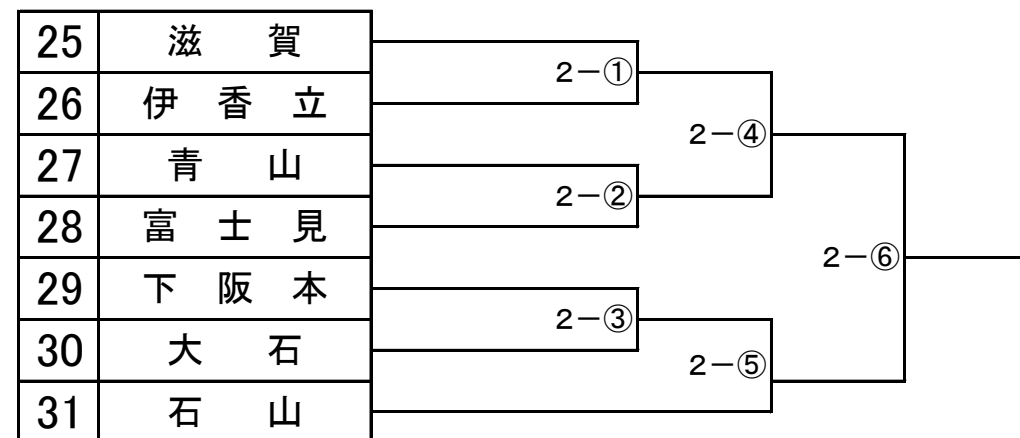 25 滋賀
26 伊香立
27 青山
28 富士見
29 下阪本
30 大石
31 石山
2-①
2-②
2-③
2-④
2-⑤
2-⑥